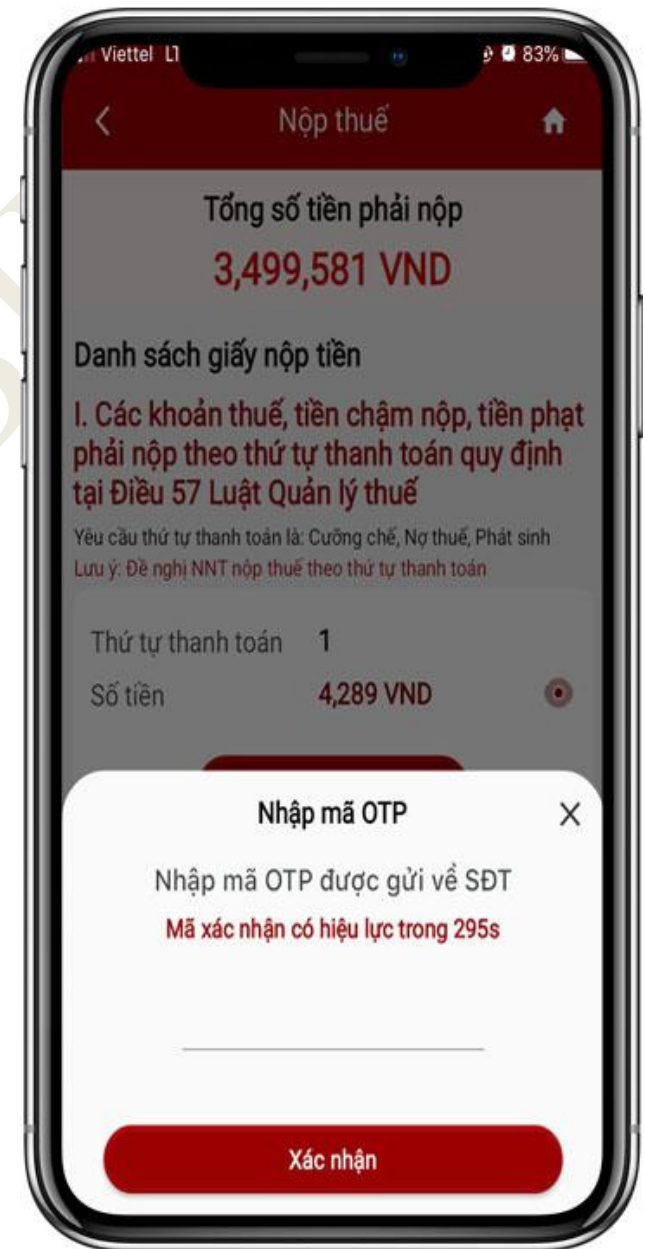 Viettel
83%
Nộp thuế
Tổng số tiền phải nộp
3,499,581 VND
Danh sách giấy nộp tiền
I. Các khoản thuế, tiền chậm nộp, tiền phạt
phải nộp theo thứ tự thanh toán quy định
tại Điều 57 Luật Quản lý thuế
Yêu cầu thứ tự thanh toán là: Cưỡng chế, Nợ thuế, Phát sinh
Lưu ý: Đề nghị NNT nộp thuế theo thứ tự thanh toán
Thứ tự thanh toán 1
Số tiền 4,289 VND
Nhập mã OTP
Nhập mã OTP được gửi về SĐT
Mã xác nhận có hiệu lực trong 295s
Xác nhận